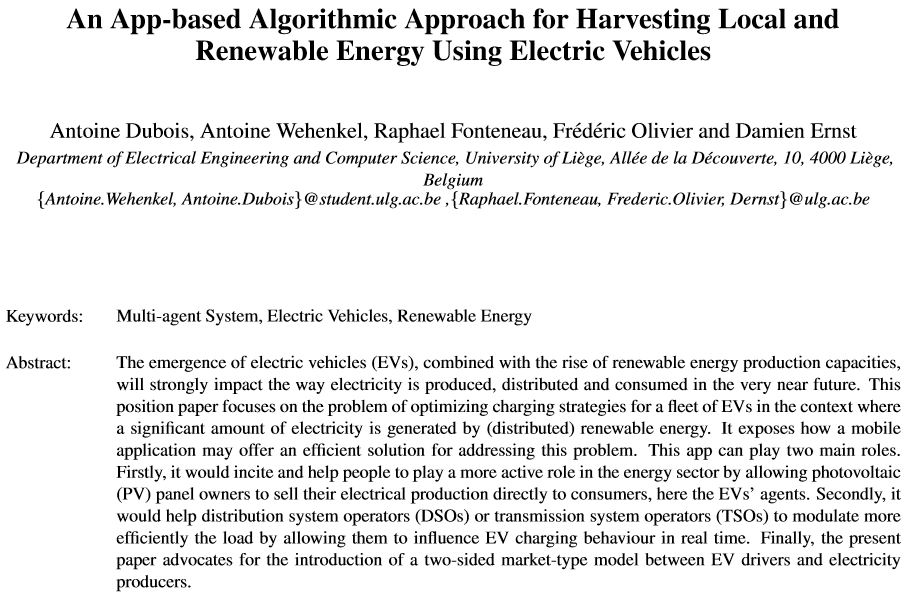 An App-based Algorithmic Approach for Harvesting Local and
Renewable Energy Using Electric Vehicles
Antoine Dubois, Antoine Wehenkel, Raphael Fonteneau, Frédéric Olivier and Damien Ernst
Department of Electrical Engineering and Computer Science, University of Liège, Allée de la Découverte, 10, 4000 Liège,
Belgium
{Antoine.Wehenkel, Antoine.Dubois}@student.ulg.ac.be ,{Raphael.Fonteneau, Frederic.Olivier, Dernst}@ulg.ac.be
Keywords: Multi-agent System, Electric Vehicles, Renewable Energy
Abstract: The emergence of electric vehicles (EVs), combined with the rise of renewable energy production capacities,
will strongly impact the way electricity is produced, distributed and consumed in the very near future. This
position paper focuses on the problem of optimizing charging strategies for a fleet of EVs in the context where
a significant amount of electricity is generated by (distributed) renewable energy. It exposes how a mobile
application may offer an efficient solution for addressing this problem. This app can play two main roles.
Firstly, it would incite and help people to play a more active role in the energy sector by allowing photovoltaic
(PV) panel owners to sell their electrical production directly to consumers, here the EVs' agents. Secondly, it
would help distribution system operators (DSOs) or transmission system operators (TSOs) to modulate more
efficiently the load by allowing them to influence EV charging behaviour in real time. Finally, the present
paper advocates for the introduction of a two-sided market-type model between EV drivers and electricity
producers.